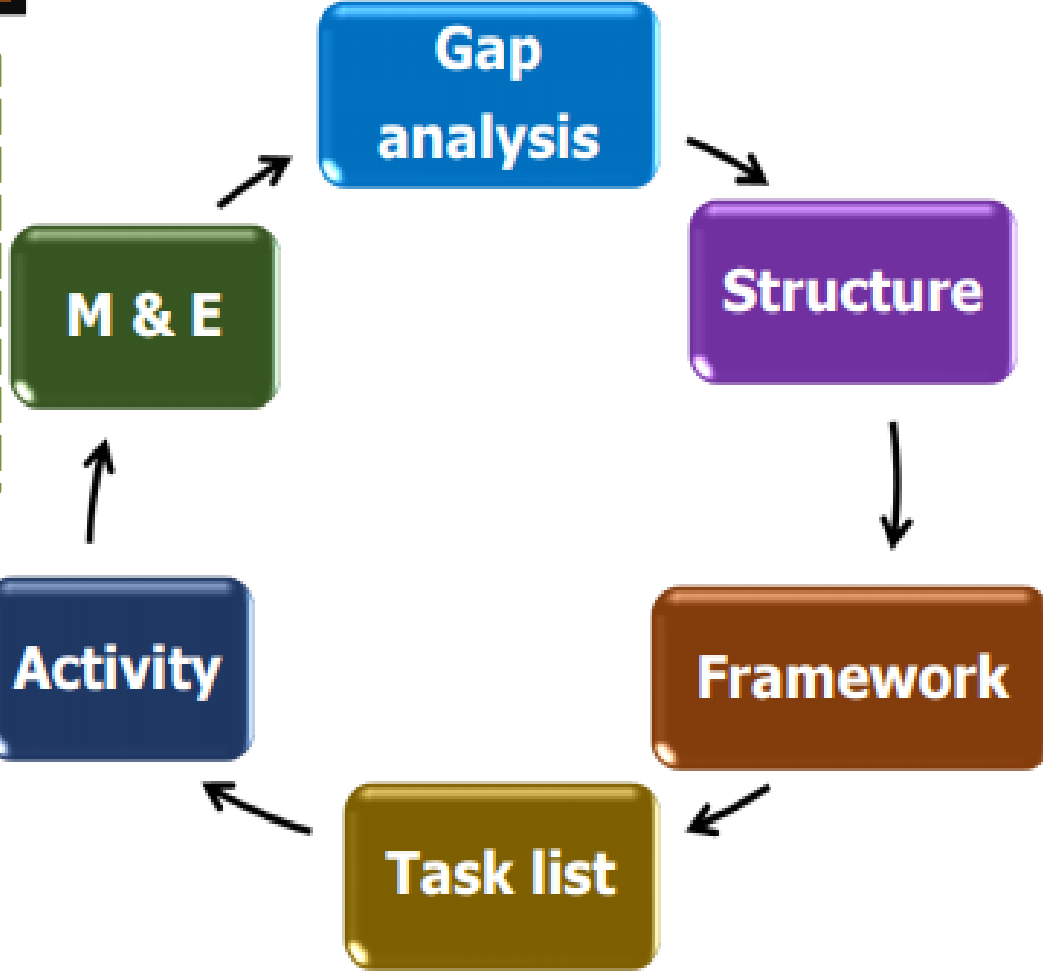 Gap
analysis
Structure
Framework
Task list
Activity
M & E